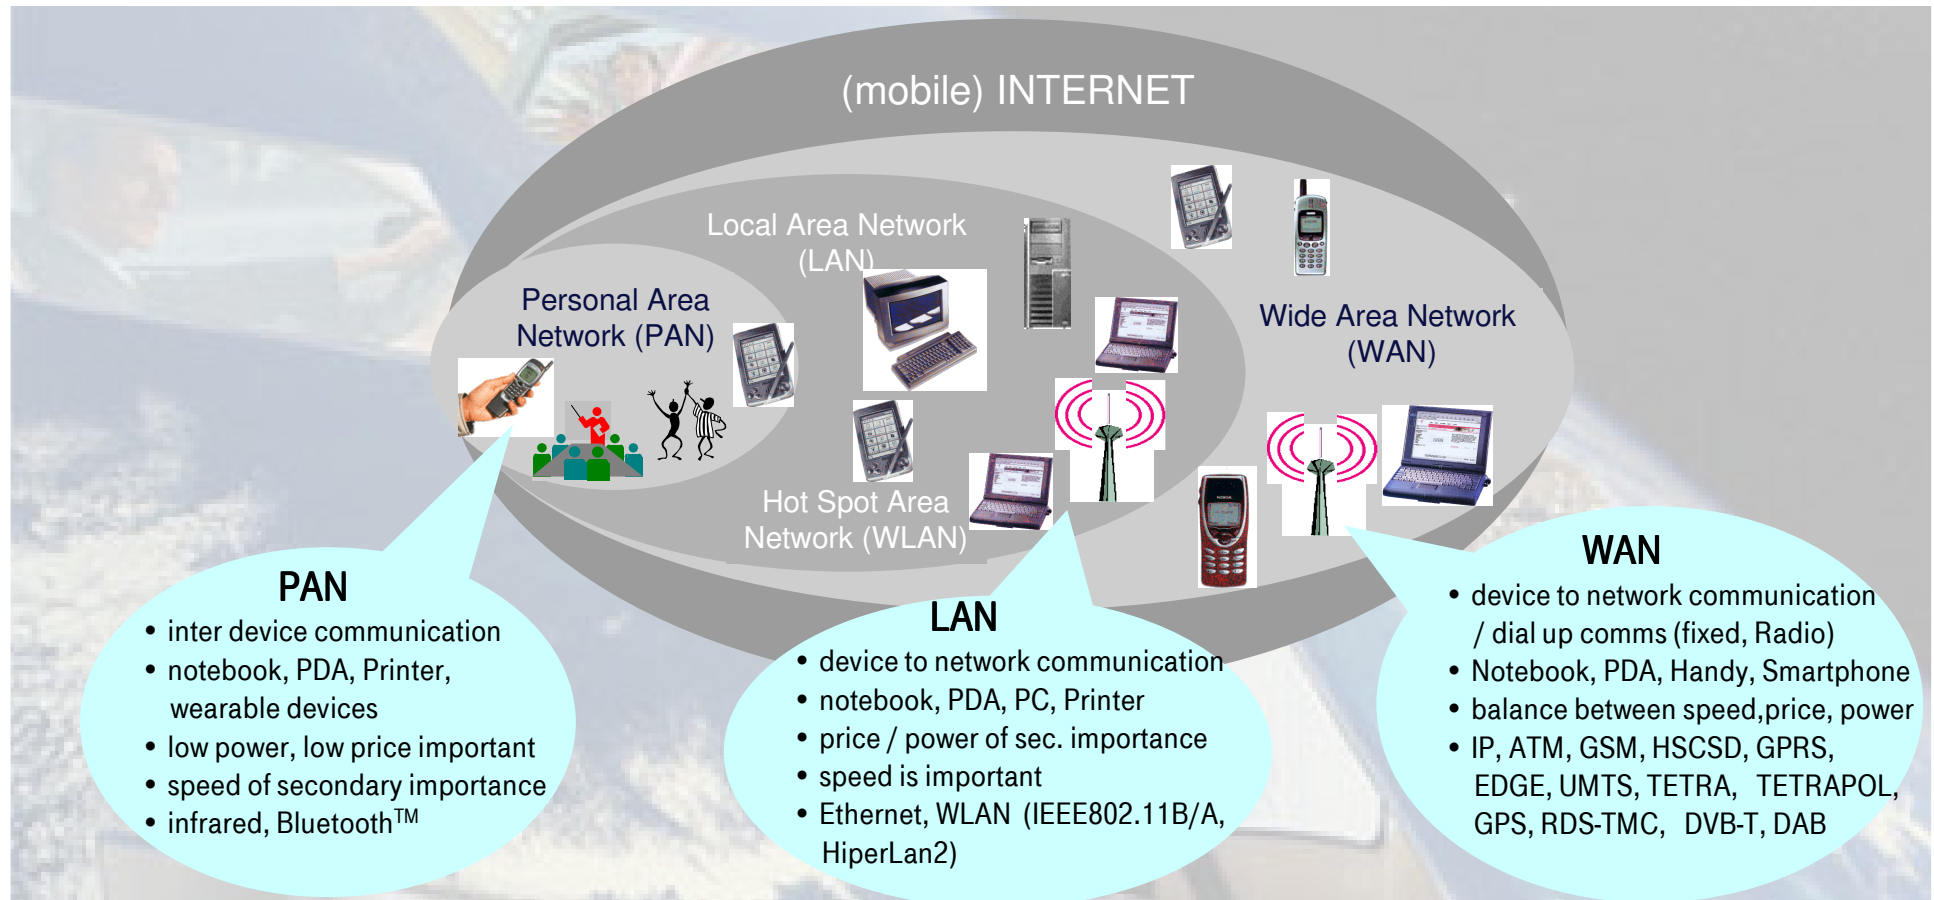 (mobile) INTERNET
Local Area Network
(LAN)
Personal Area
Network (PAN)
Wide Area Network
(WAN)
Hot Spot Area
Network (WLAN)
PAN
• inter device communication
• notebook, PDA, Printer,
wearable devices
• low power, low price important
• speed of secondary importance
• infrared, Bluetooth™
LAN
• device to network communication
• notebook, PDA, PC, Printer
• price / power of sec. importance
• speed is important
• Ethernet, WLAN (IEEE802.11B/A,
HiperLan2)
WAN
• device to network communication
/ dial up comms (fixed, Radio)
• Notebook, PDA, Handy, Smartphone
• balance between speed,price, power
• IP, ATM, GSM, HSCSD, GPRS,
EDGE, UMTS, TETRA, TETRAPOL,
GPS, RDS-TMC, DVB-T, DAB